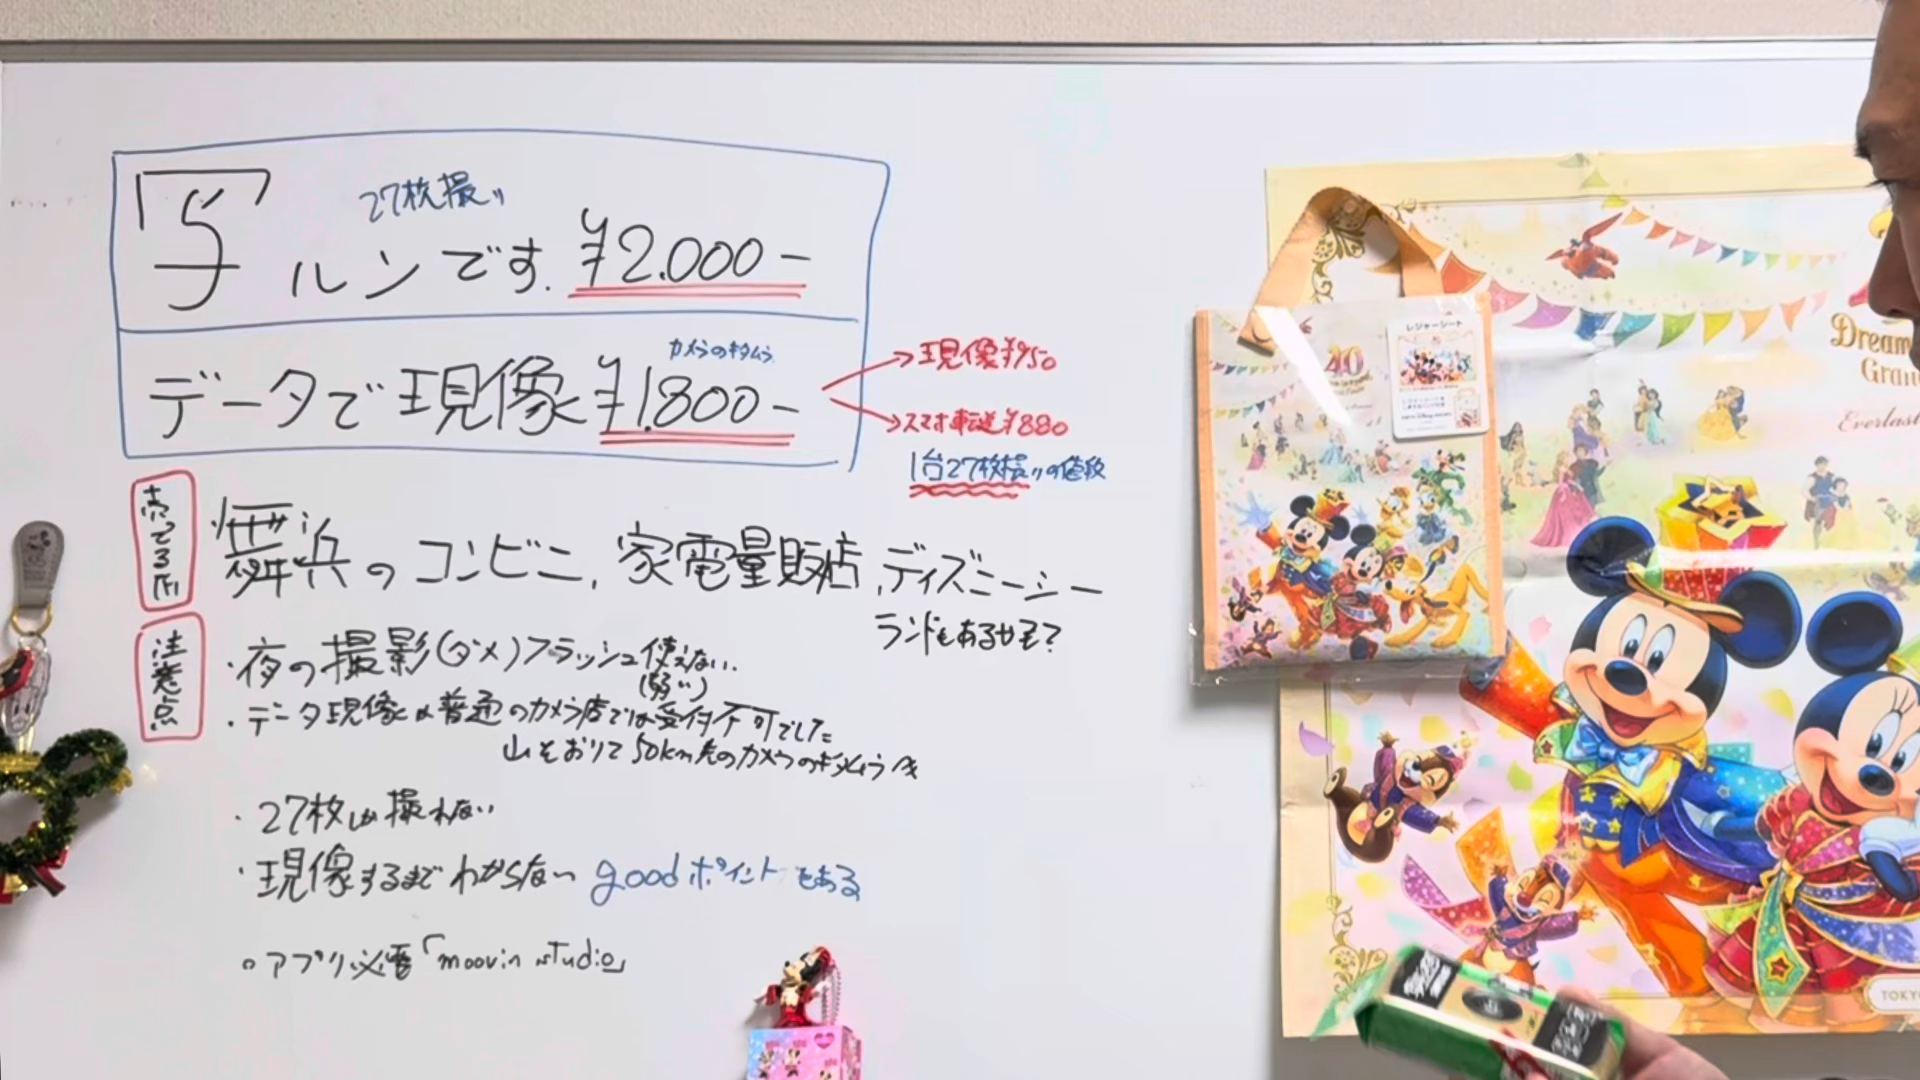 27枚撮り
写ルンです.¥2.000-
カメラのキタムラ
データで現像¥1.800-
現像¥950
スマホ転送¥880
1台27枚撮りの値段
売ってる所
舞浜のコンビニ,家電量販店,ディズニーシー
ランドもあるかも?
注意点
・夜の撮影(ダメ)フラッシュ使えない.
(弱い)
・データ現像は普通のカメラ店では受付不可でした
山をおりて50km先のカメラのキタムラへ
・27枚しか撮れない
・現像するまでわからない goodポイントもある
○アプリ必要「moovin studio」
レジャーシート
40
Dream
Gran
Everlast
TOKY